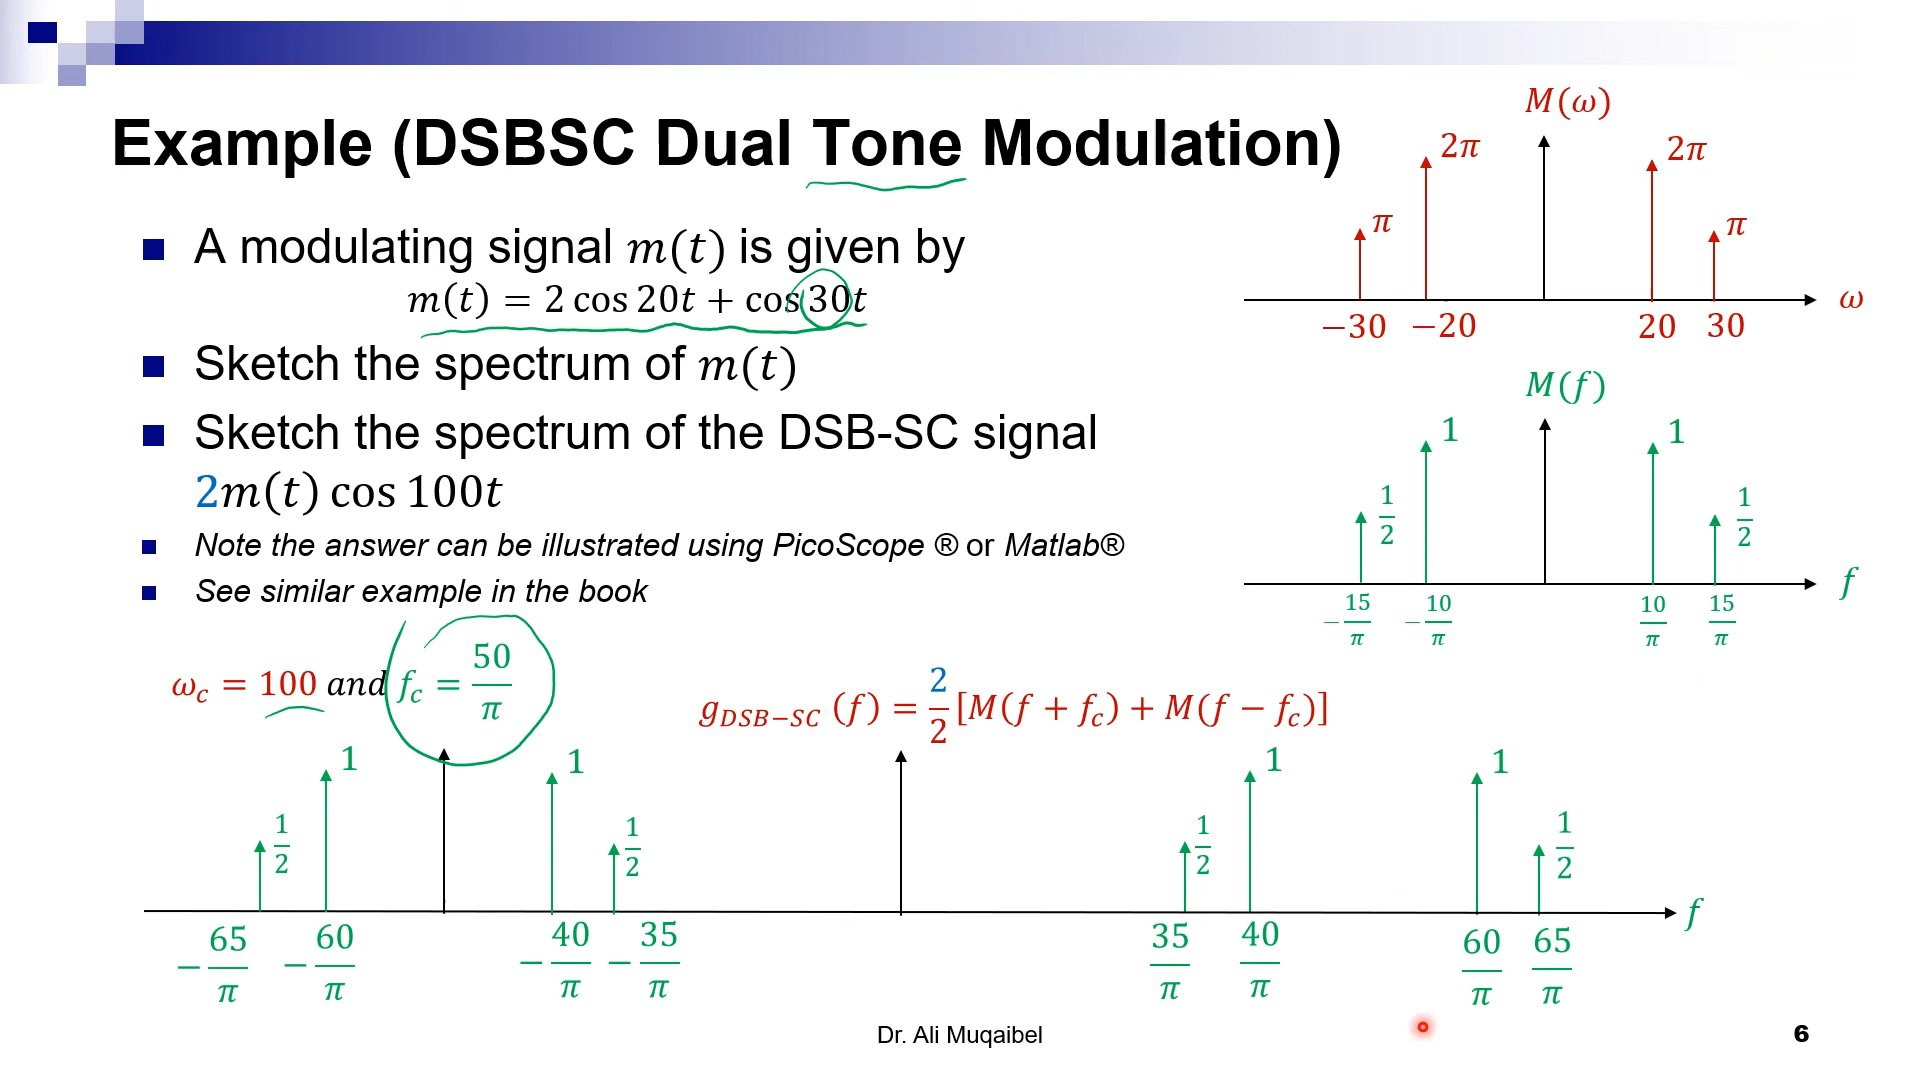 Example (DSBSC Dual Tone Modulation)
A modulating signal m(t) is given by
m(t) = 2 cos 20t + cos 30t
Sketch the spectrum of m(t)
Sketch the spectrum of the DSB-SC signal
2m(t) cos 100t
Note the answer can be illustrated using PicoScope ® or Matlab®
See similar example in the book
M(ω)
π 2π 2π π
−30 −20 20 30 ω
M(f)
1/2 1 1 1/2
−15/π −10/π 10/π 15/π f
ω_c = 100 and f_c = 50/π
g_DSB−SC (f) = 2/2 [M(f + f_c) + M(f − f_c)]
1/2 1 1 1/2 1/2 1 1 1/2
−65/π −60/π −40/π −35/π 35/π 40/π 60/π 65/π f
Dr. Ali Muqaibel
6